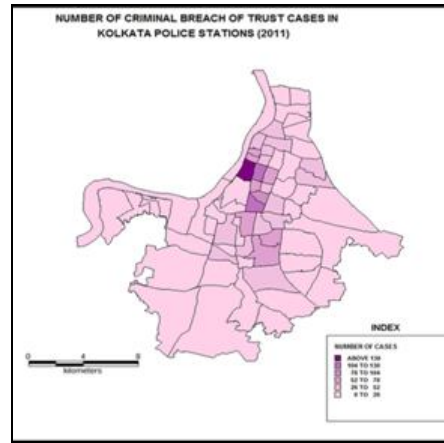 NUMBER OF CRIMINAL BREACH OF TRUST CASES IN
KOLKATA POLICE STATIONS (2011)
INDEX
NUMBER OF CASES
ABOVE 130
104 TO 130
78 TO 104
52 TO 78
26 TO 52
0 TO 26
0 4 8
kilometers